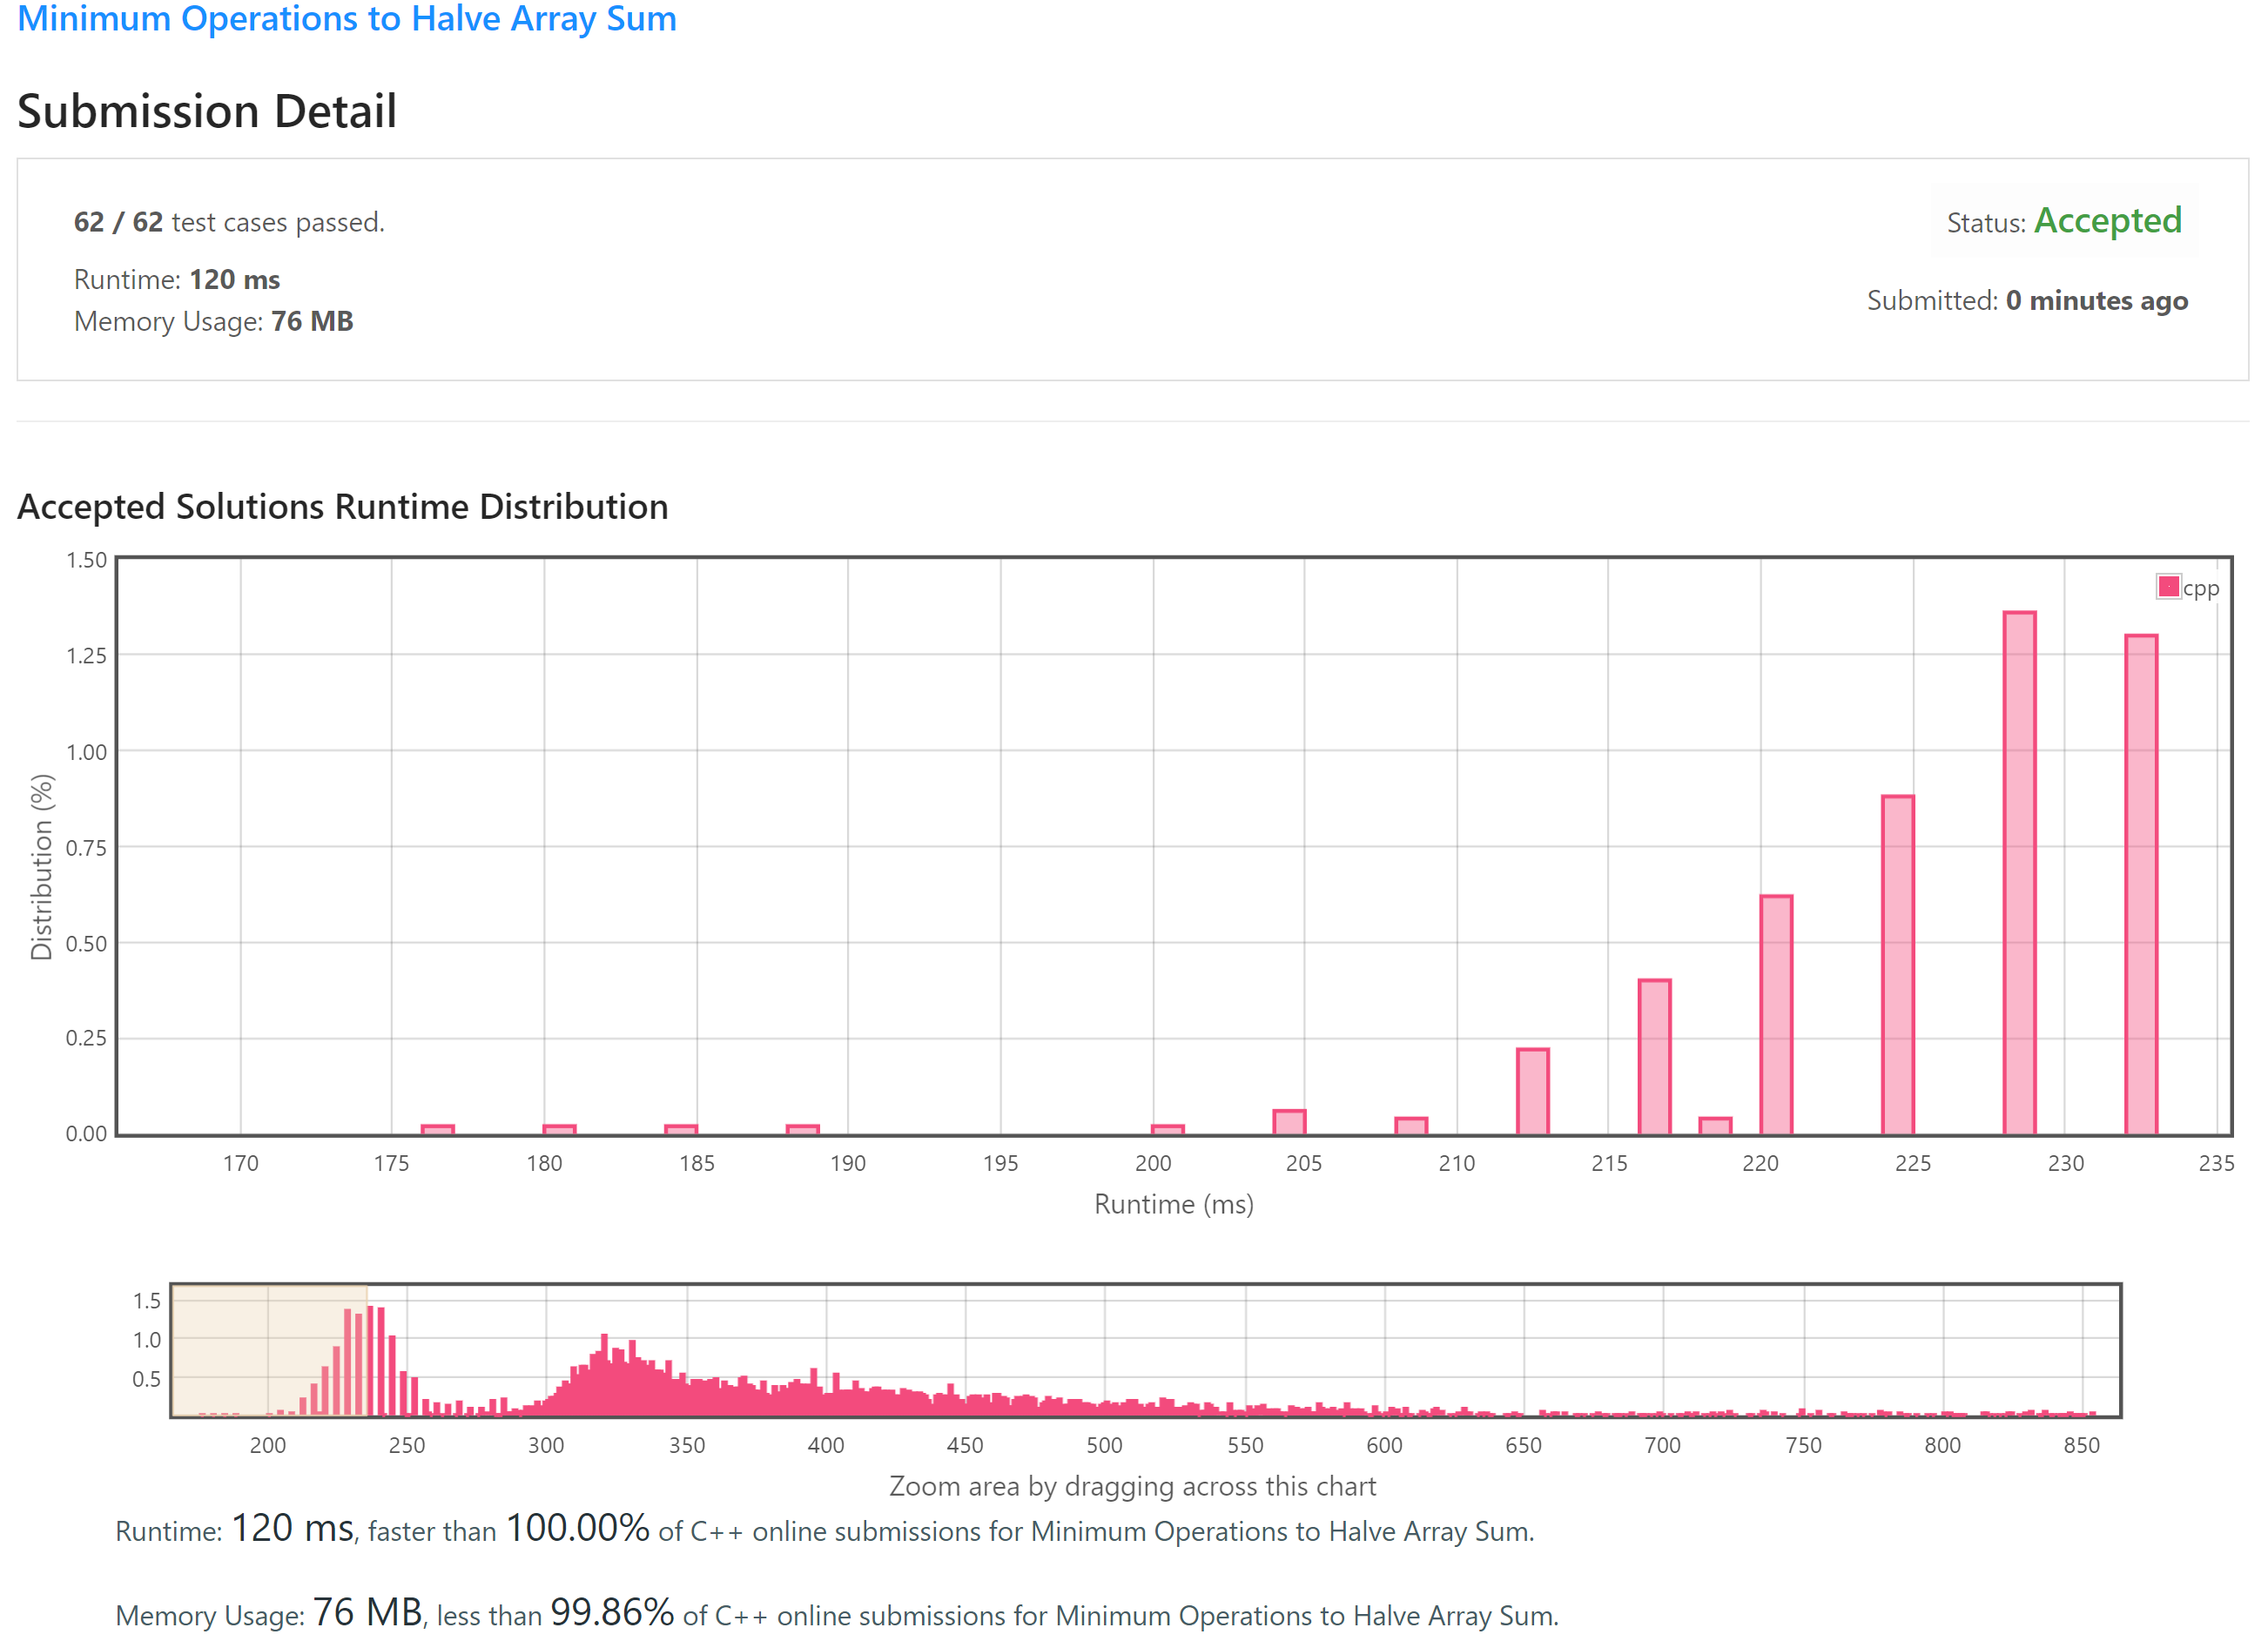 Minimum Operations to Halve Array Sum
Submission Detail
62 / 62 test cases passed.
Status: Accepted
Runtime: 120 ms
Submitted: 0 minutes ago
Memory Usage: 76 MB
Accepted Solutions Runtime Distribution
1.50
1.25
1.00
0.75
0.50
0.25
0.00
Distribution (%)
cpp
170 175 180 185 190 195 200 205 210 215 220 225 230 235
Runtime (ms)
1.5
1.0
0.5
200 250 300 350 400 450 500 550 600 650 700 750 800 850
Zoom area by dragging across this chart
Runtime: 120 ms, faster than 100.00% of C++ online submissions for Minimum Operations to Halve Array Sum.
Memory Usage: 76 MB, less than 99.86% of C++ online submissions for Minimum Operations to Halve Array Sum.